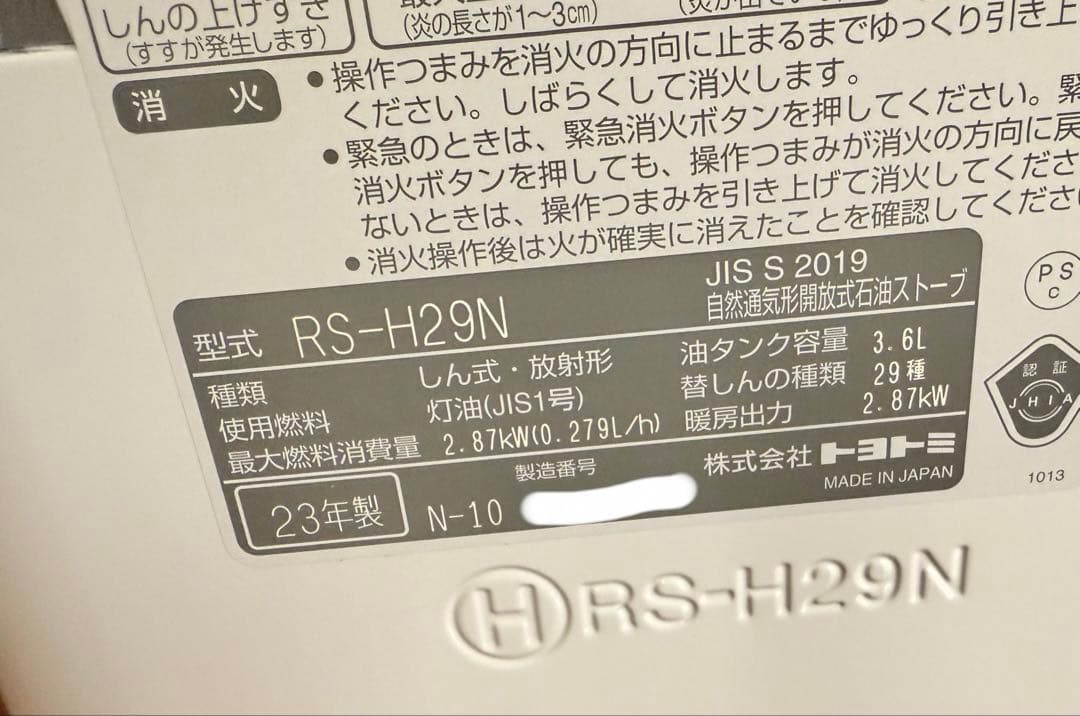 しんの上げすぎ
(すすが発生します)
(炎の長さが1〜3cm)
消 火
●操作つまみを消火の方向に止まるまでゆっくり引き上
ください。しばらくして消火します。
●緊急のときは、緊急消火ボタンを押してください。緊
消火ボタンを押しても、操作つまみが消火の方向に戻
ないときは、操作つまみを引き上げて消火してくださ
●消火操作後は火が確実に消えたことを確認してくださ
型式 RS-H29N
JIS S 2019
自然通気形開放式石油ストーブ
種類 しん式・放射形
使用燃料 灯油(JIS1号)
最大燃料消費量 2.87kW(0.279L/h)
油タンク容量 3.6L
替しんの種類 29種
暖房出力 2.87kW
23年製
製造番号
N-10
株式会社トヨトミ
MADE IN JAPAN
PS
C
認証
JHIA
1013
H RS-H29N